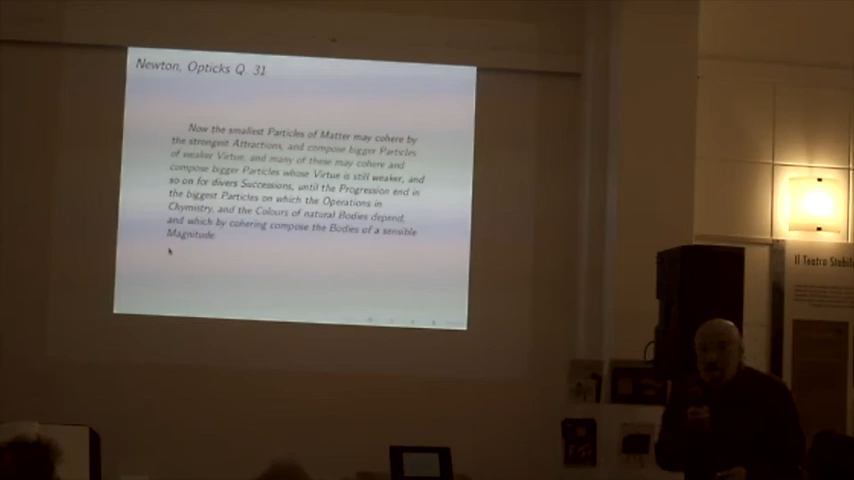 Newton, Opticks Q. 31
Now the smallest Particles of Matter may cohere by
the strongest Attractions, and compose bigger Particles
of weaker Virtue, and many of these may cohere and
compose bigger Particles whose Virtue is still weaker, and
so on for divers Successions, until the Progression end in
the biggest Particles on which the Operations in
Chymistry, and the Colours of natural Bodies depend,
and which by cohering compose the Bodies of a sensible
Magnitude.
Il Teatro Stabil